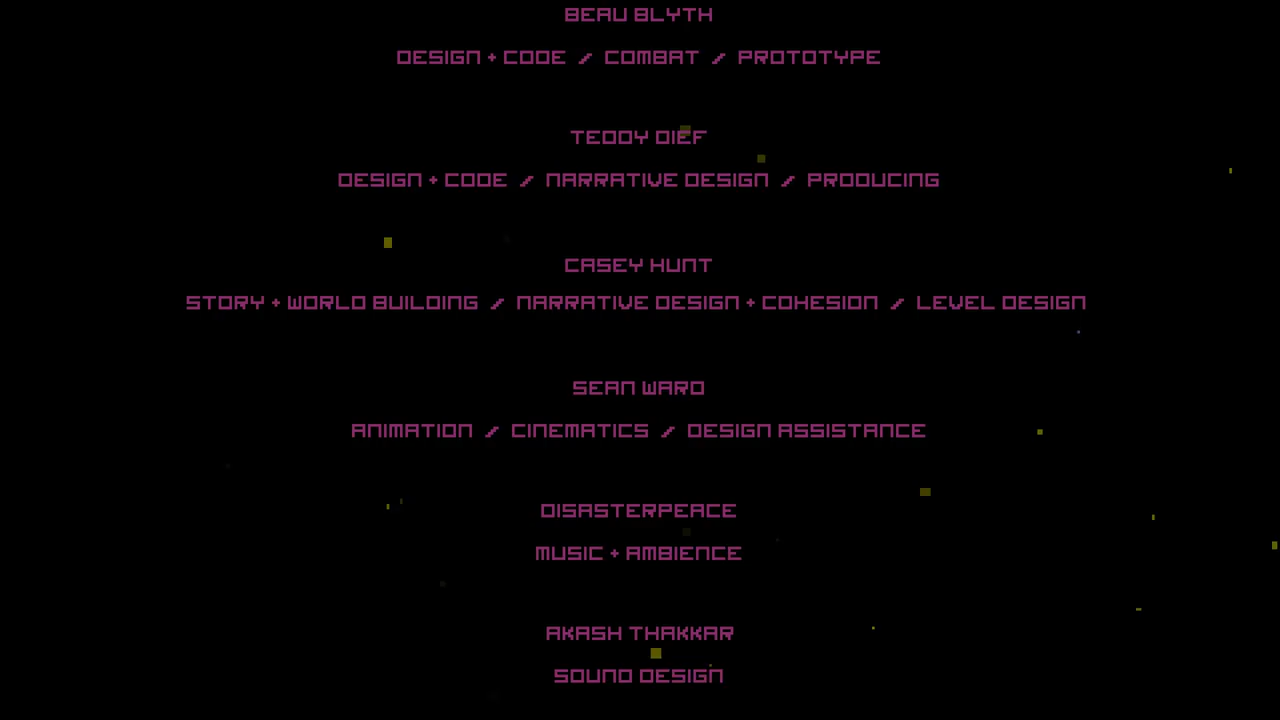 BEAU BLYTH
DESIGN + CODE / COMBAT / PROTOTYPE
TEDDY DIEF
DESIGN + CODE / NARRATIVE DESIGN / PRODUCING
CASEY HUNT
STORY + WORLD BUILDING / NARRATIVE DESIGN + COHESION / LEVEL DESIGN
SEAN WARD
ANIMATION / CINEMATICS / DESIGN ASSISTANCE
DISASTERPEACE
MUSIC + AMBIENCE
AKASH THAKKAR
SOUND DESIGN